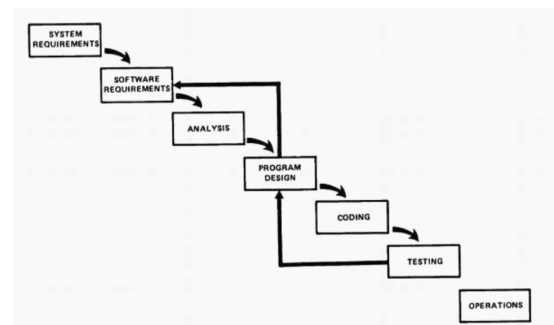 SYSTEM
REQUIREMENTS
SOFTWARE
REQUIREMENTS
ANALYSIS
PROGRAM
DESIGN
CODING
TESTING
OPERATIONS